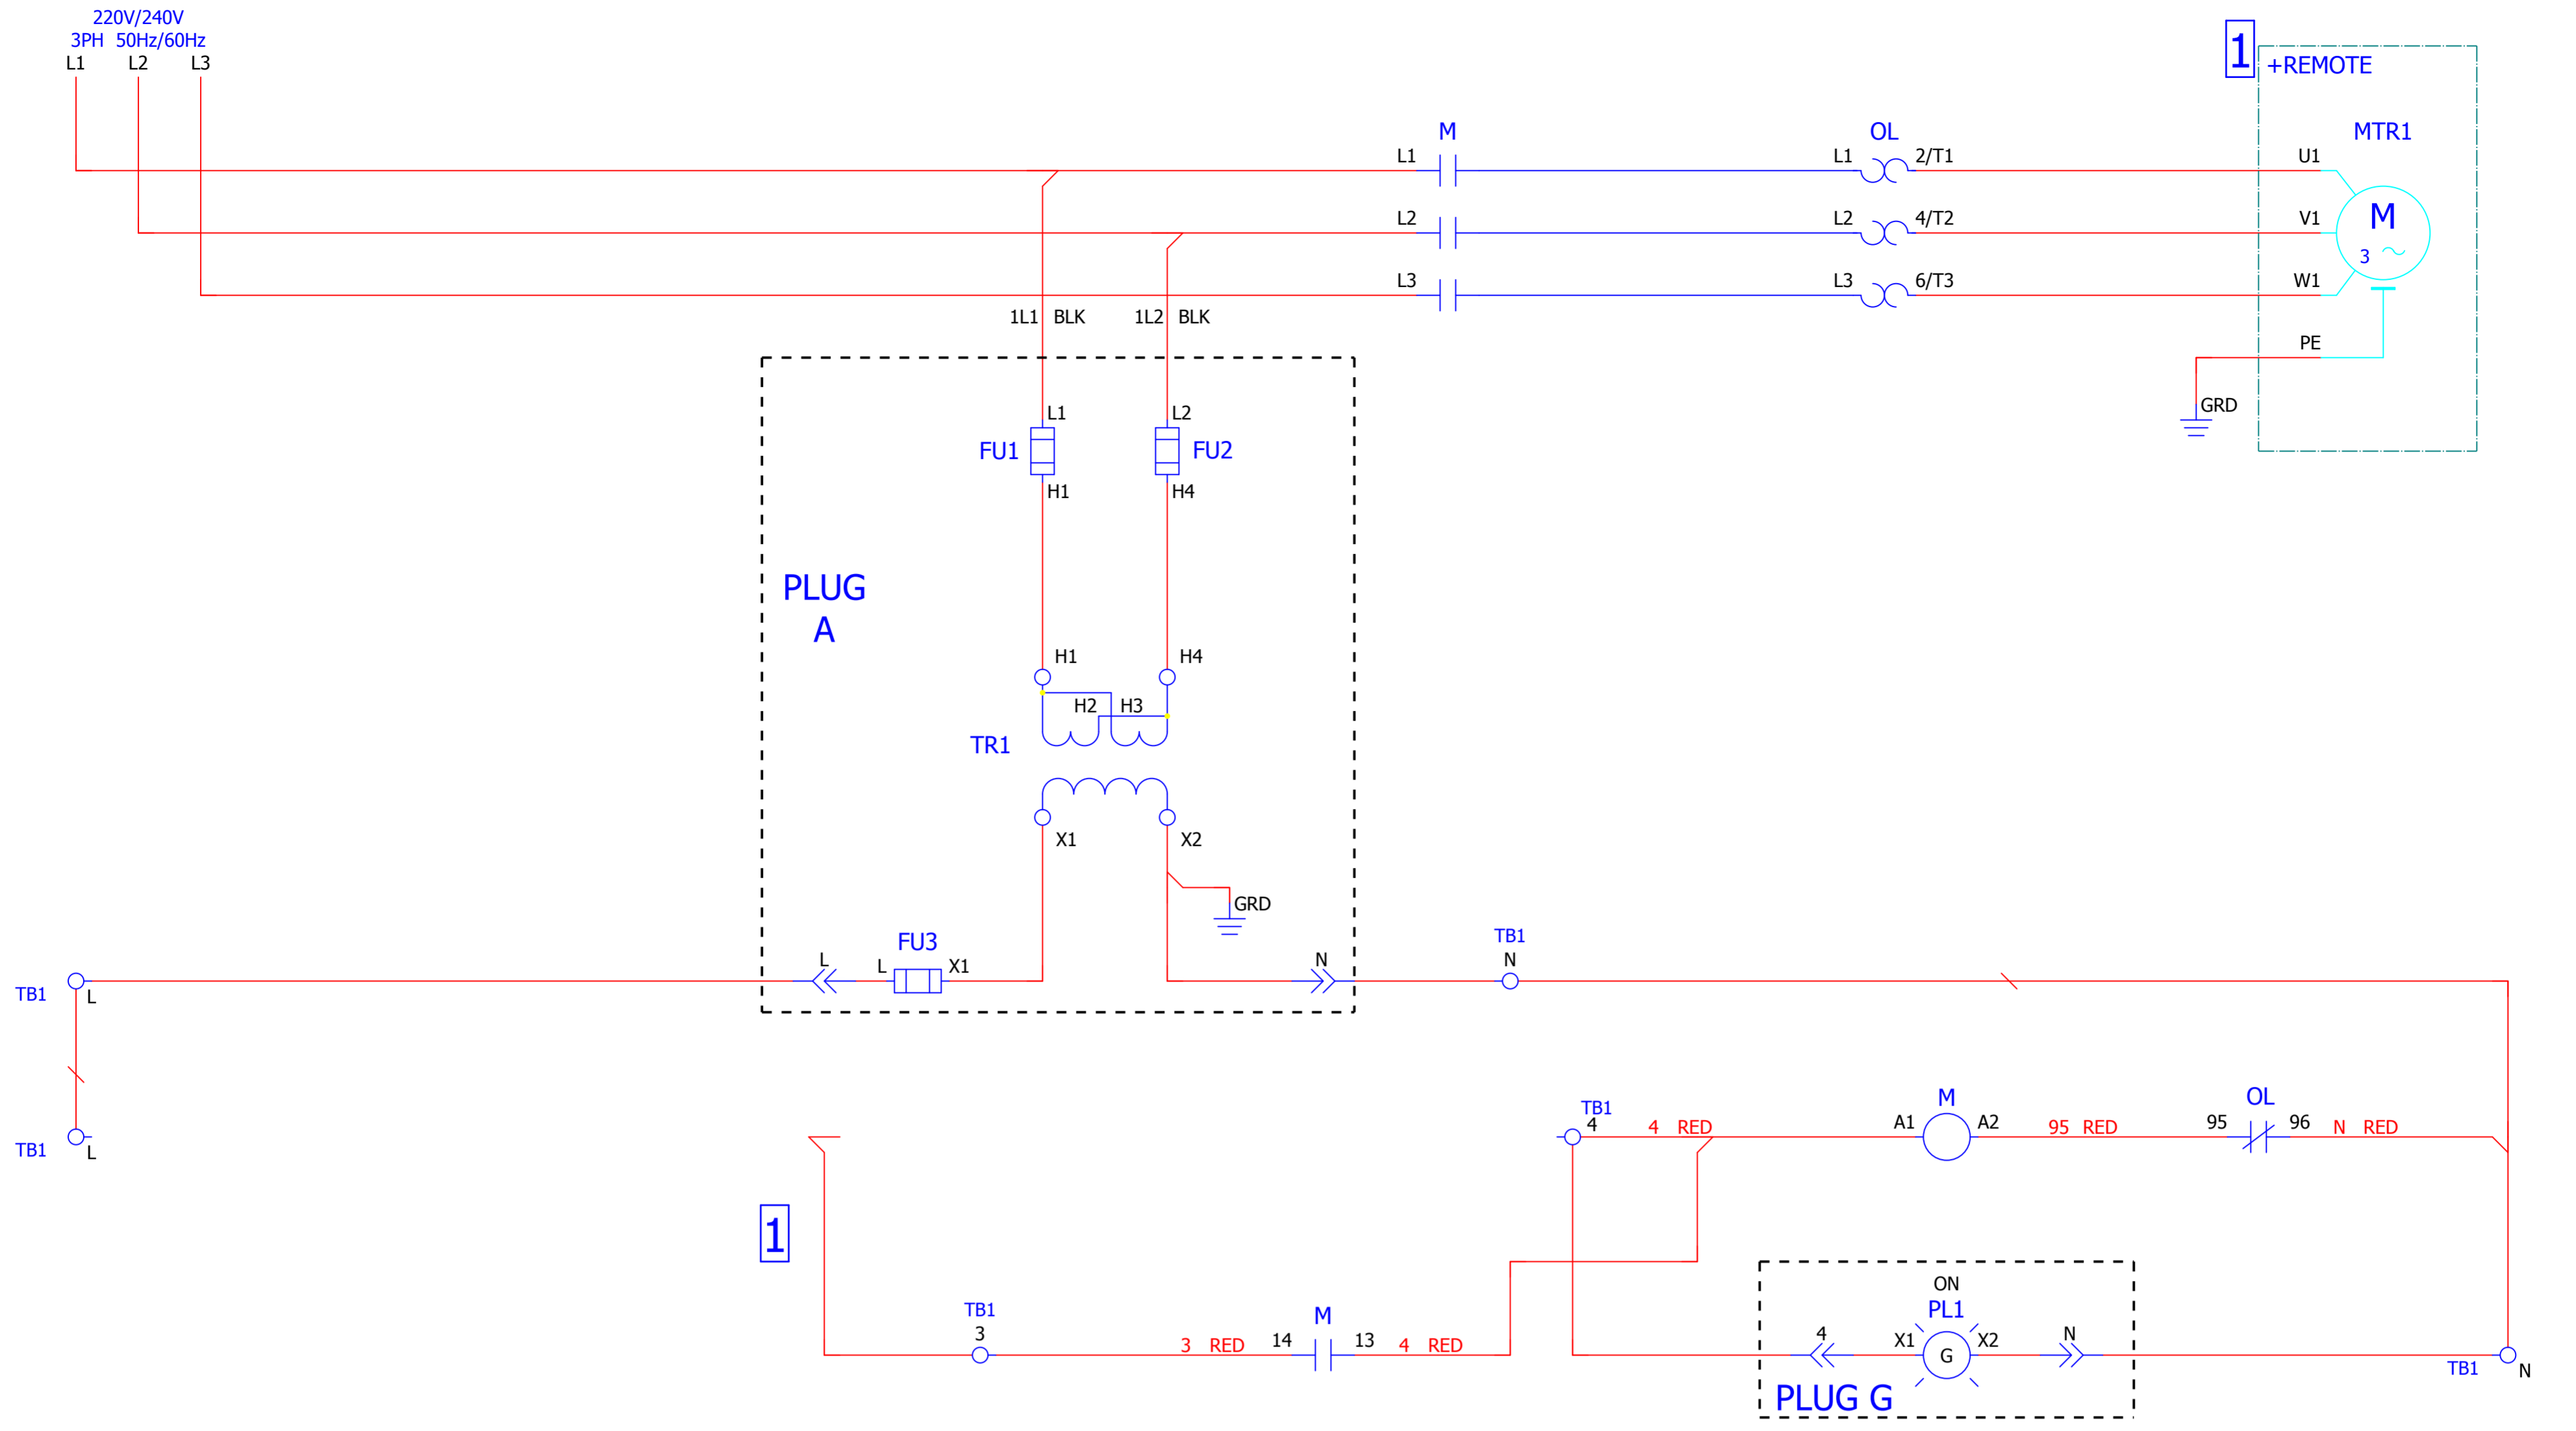 220V/240V
3PH 50Hz/60Hz
L1 L2 L3
1
+REMOTE
M OL MTR1
L1 L1 2/T1 U1
L2 L2 4/T2 V1
M
3
L3 L3 6/T3 W1
1L1 BLK 1L2 BLK
PE
GRD
L1 L2
FU1 FU2
H1 H4
PLUG
A
H1 H4
H2 H3
TR1
X1 X2
GRD
FU3
TB1
L L X1 N N
TB1 L
M OL
TB1
4 4 RED A1 A2 95 RED 95 96 N RED
TB1 L
1
ON
TB1 M PL1
3 3 RED 14 13 4 RED 4 X1 X2 N
G
TB1 N
PLUG G